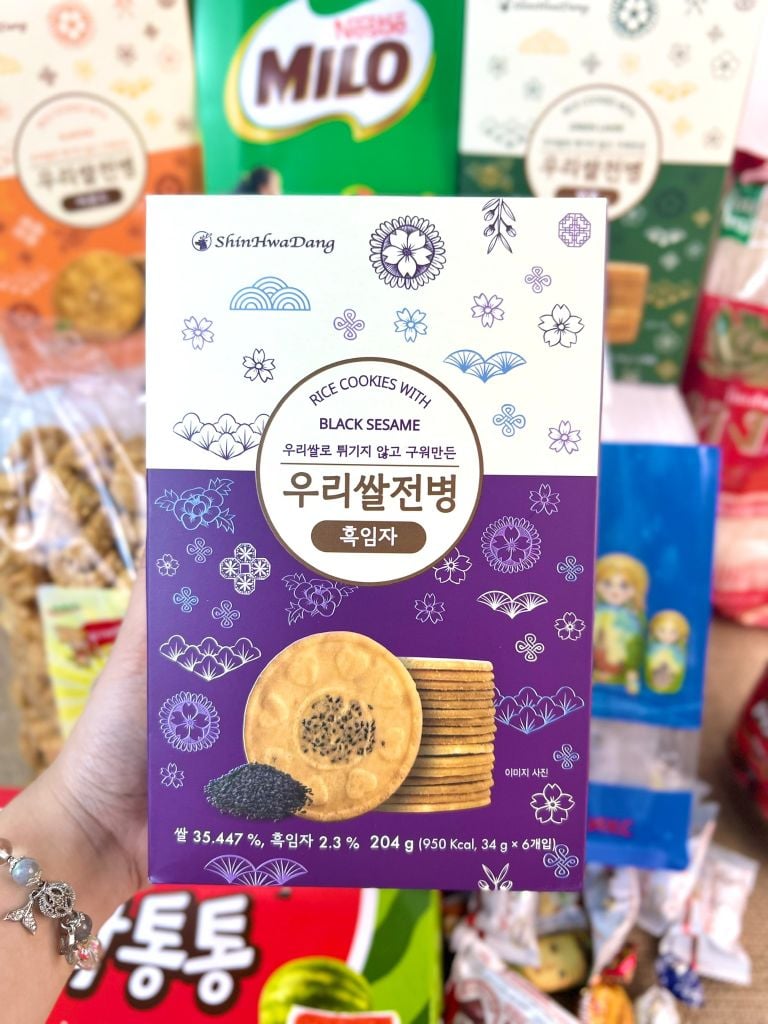 Nestle
MILO
우리쌀전병
우리쌀전병
ShinHwaDang
RICE COOKIES WITH
BLACK SESAME
우리쌀로 튀기지 않고 구워만든
우리쌀전병
흑임자
이미지 사진
쌀 35.447 %, 흑임자 2.3 % 204 g (950 Kcal, 34 g × 6개입)
통통